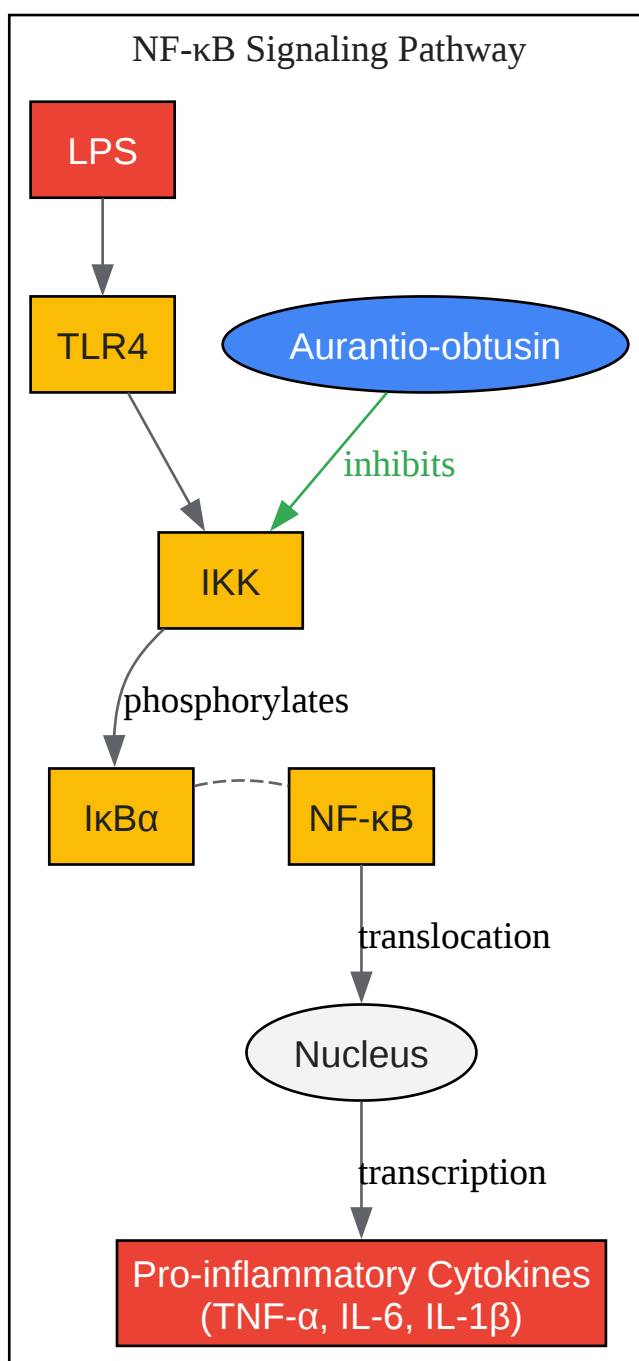 NF-κB Signaling Pathway
LPS
TLR4
Aurantio-obtusin
inhibits
IKK
phosphorylates
IκBα
NF-κB
translocation
Nucleus
transcription
Pro-inflammatory Cytokines
(TNF-α, IL-6, IL-1β)